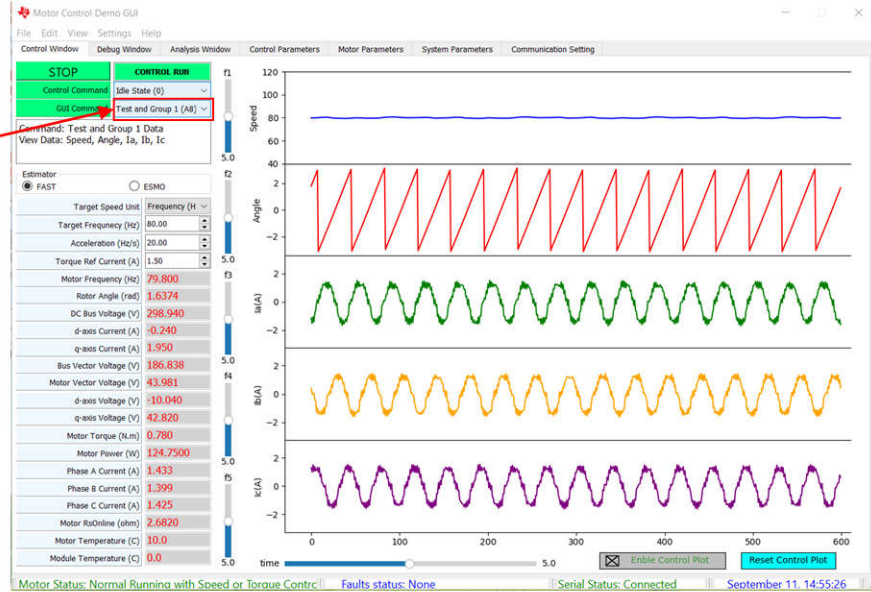 Motor Control Demo GUI
File Edit View Settings Help
Control Window Debug Window Analysis Window Control Parameters Motor Parameters System Parameters Communication Setting
STOP CONTROL RUN
Control Command Idle State (0)
GUI Command Test and Group 1 (A8)
Command: Test and Group 1 Data
View Data: Speed, Angle, Ia, Ib, Ic
Estimator
FAST ESMO
Target Speed Unit Frequency (H
Target Frequnecy (Hz) 80.00
Acceleration (Hz/s) 20.00
Torque Ref Current (A) 1.50
Motor Frequency (Hz) 79.800
Rotor Angle (rad) 1.6374
DC Bus Voltage (V) 298.940
d-axis Current (A) -0.240
q-axis Current (A) 1.950
Bus Vector Voltage (V) 186.838
Motor Vector Voltage (V) 43.981
d-axis Voltage (V) -10.040
q-axis Voltage (V) 42.820
Motor Torque (N.m) 0.780
Motor Power (W) 124.7500
Phase A Current (A) 1.433
Phase B Current (A) 1.399
Phase C Current (A) 1.425
Motor RsOnline (ohm) 2.6820
Motor Temperature (C) 10.0
Module Temperature (C) 0.0
f1
5.0
f2
5.0
f3
5.0
f4
5.0
f5
5.0
Speed
120
100
80
60
40
Angle
2
0
−2
Ia(A)
2
0
−2
Ib(A)
2
0
−2
Ic(A)
2
0
−2
0 100 200 300 400 500 600
time 5.0 Enble Control Plot Reset Control Plot
Motor Status: Normal Running with Speed or Torque Contrc Faults status: None Serial Status: Connected September 11, 14:55:26